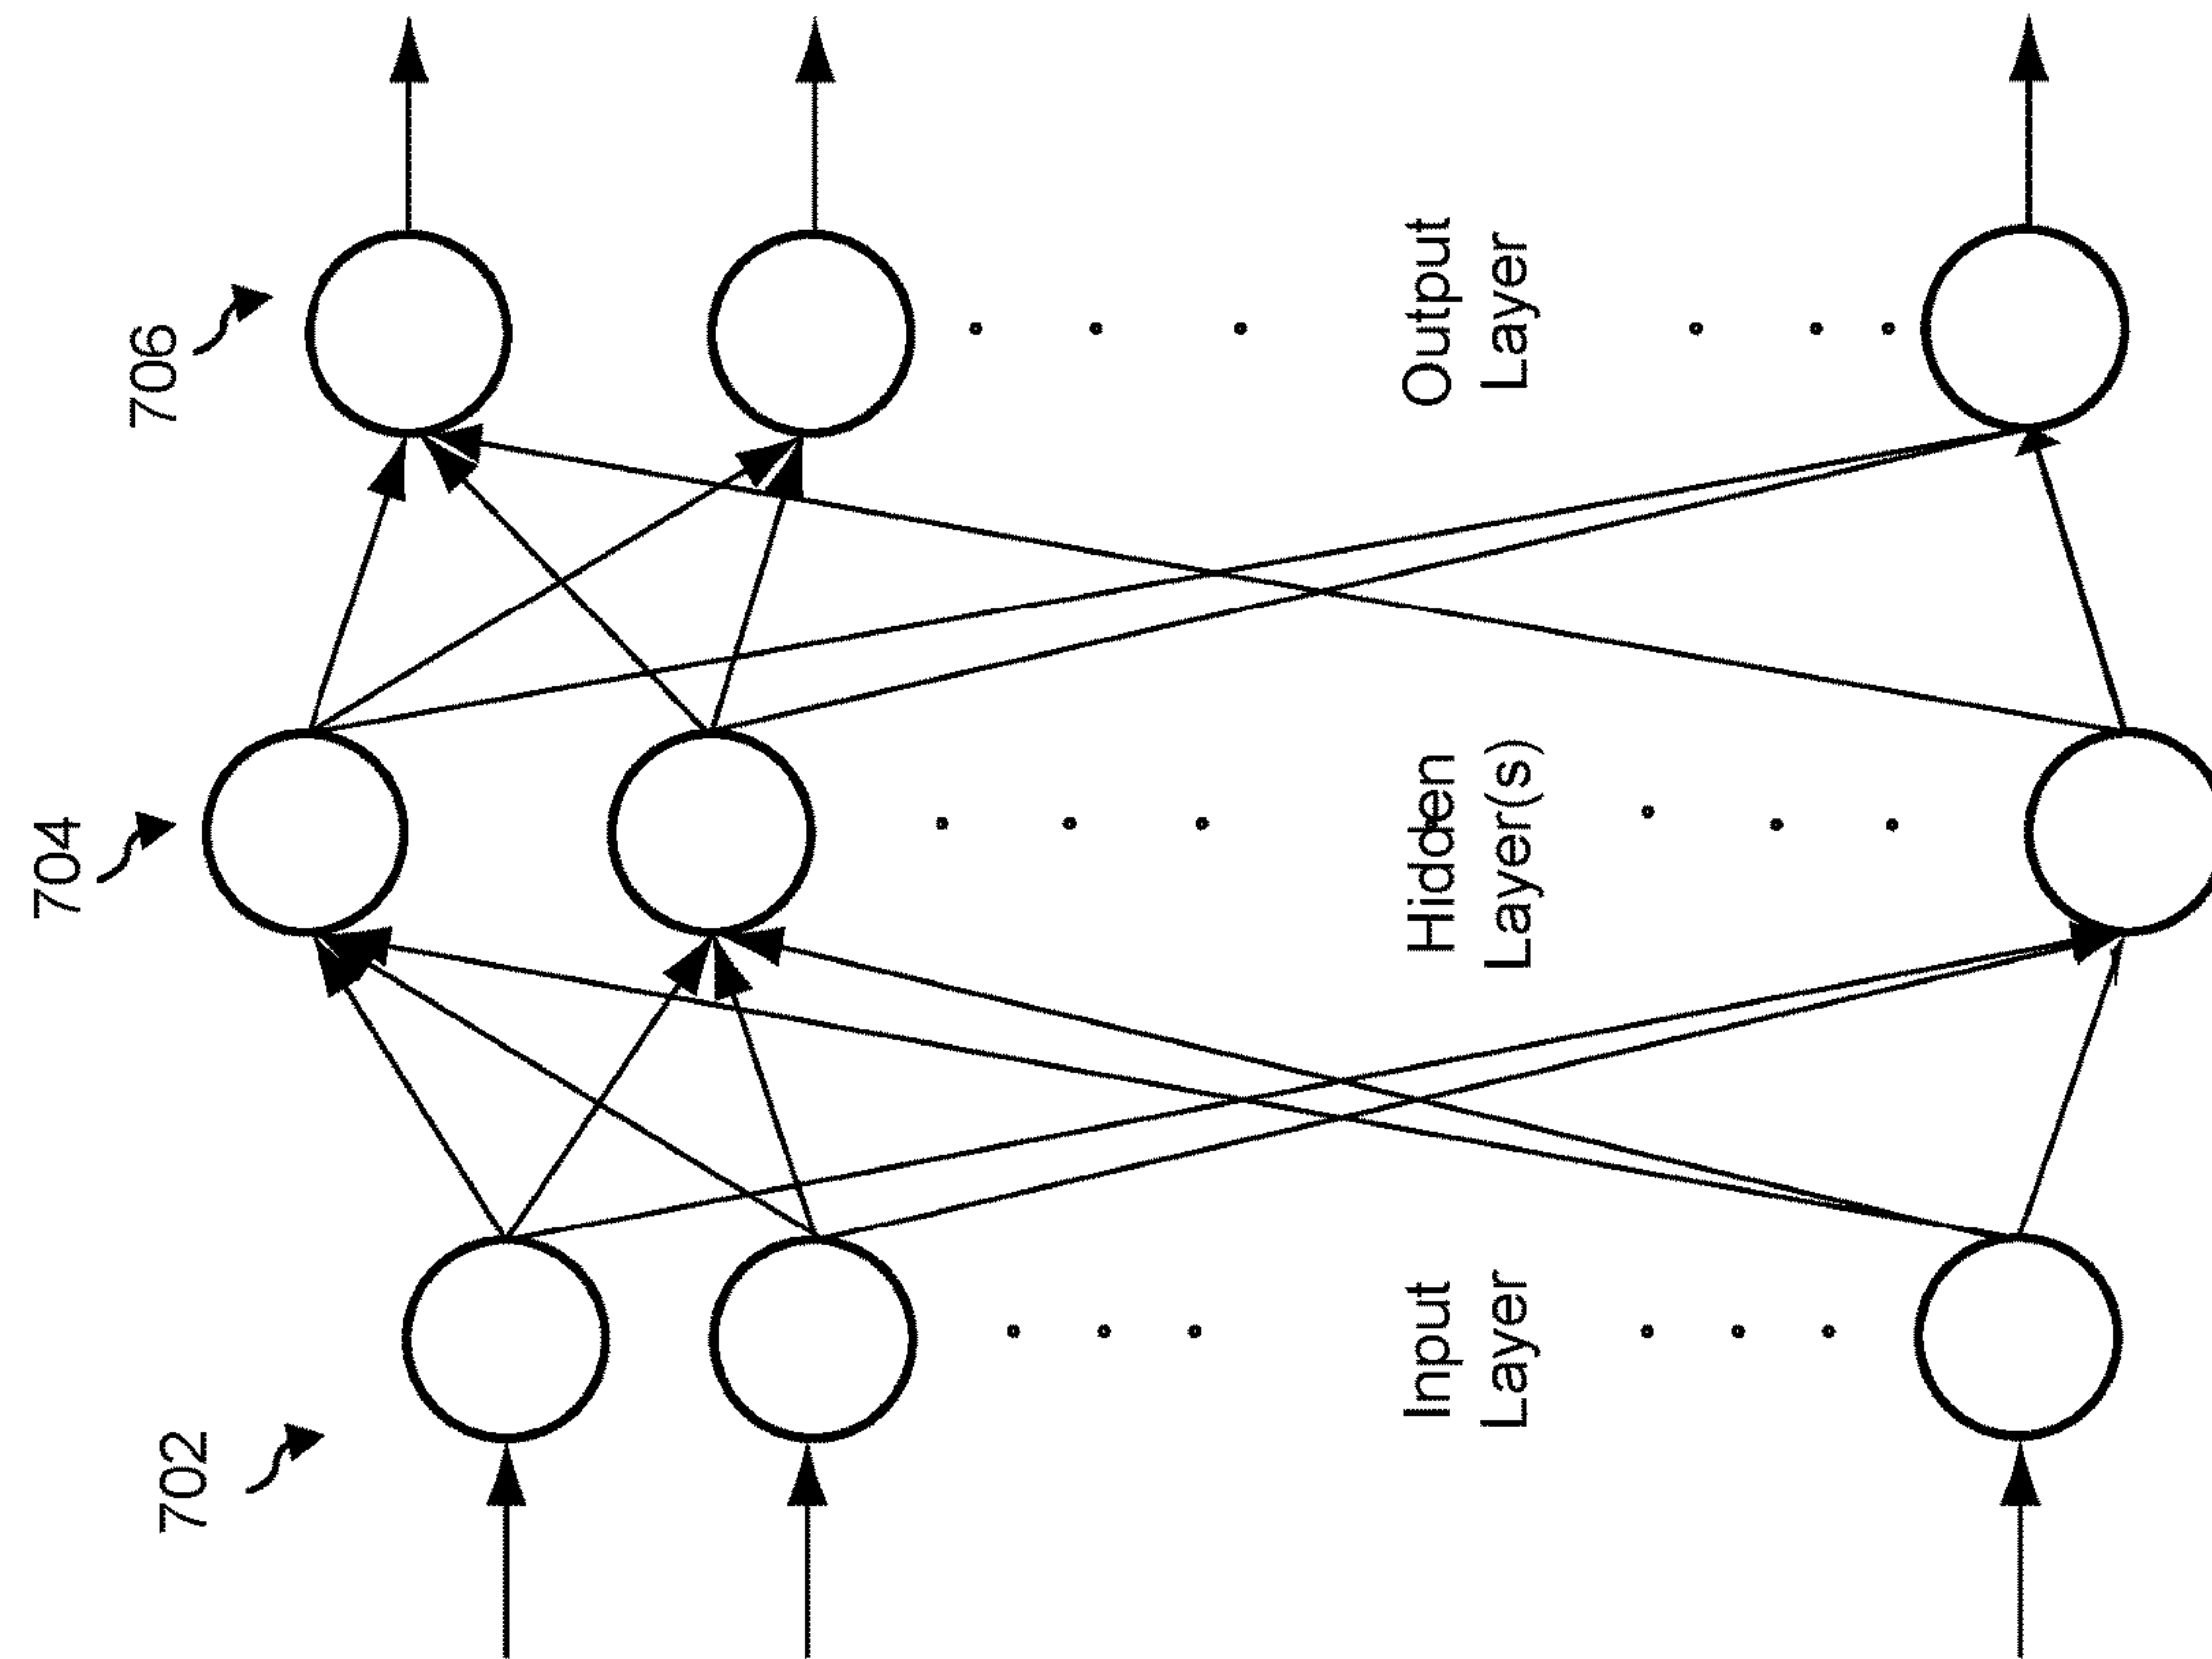 702
704
706
Input
Layer
Hidden
Layer(s)
Output
Layer